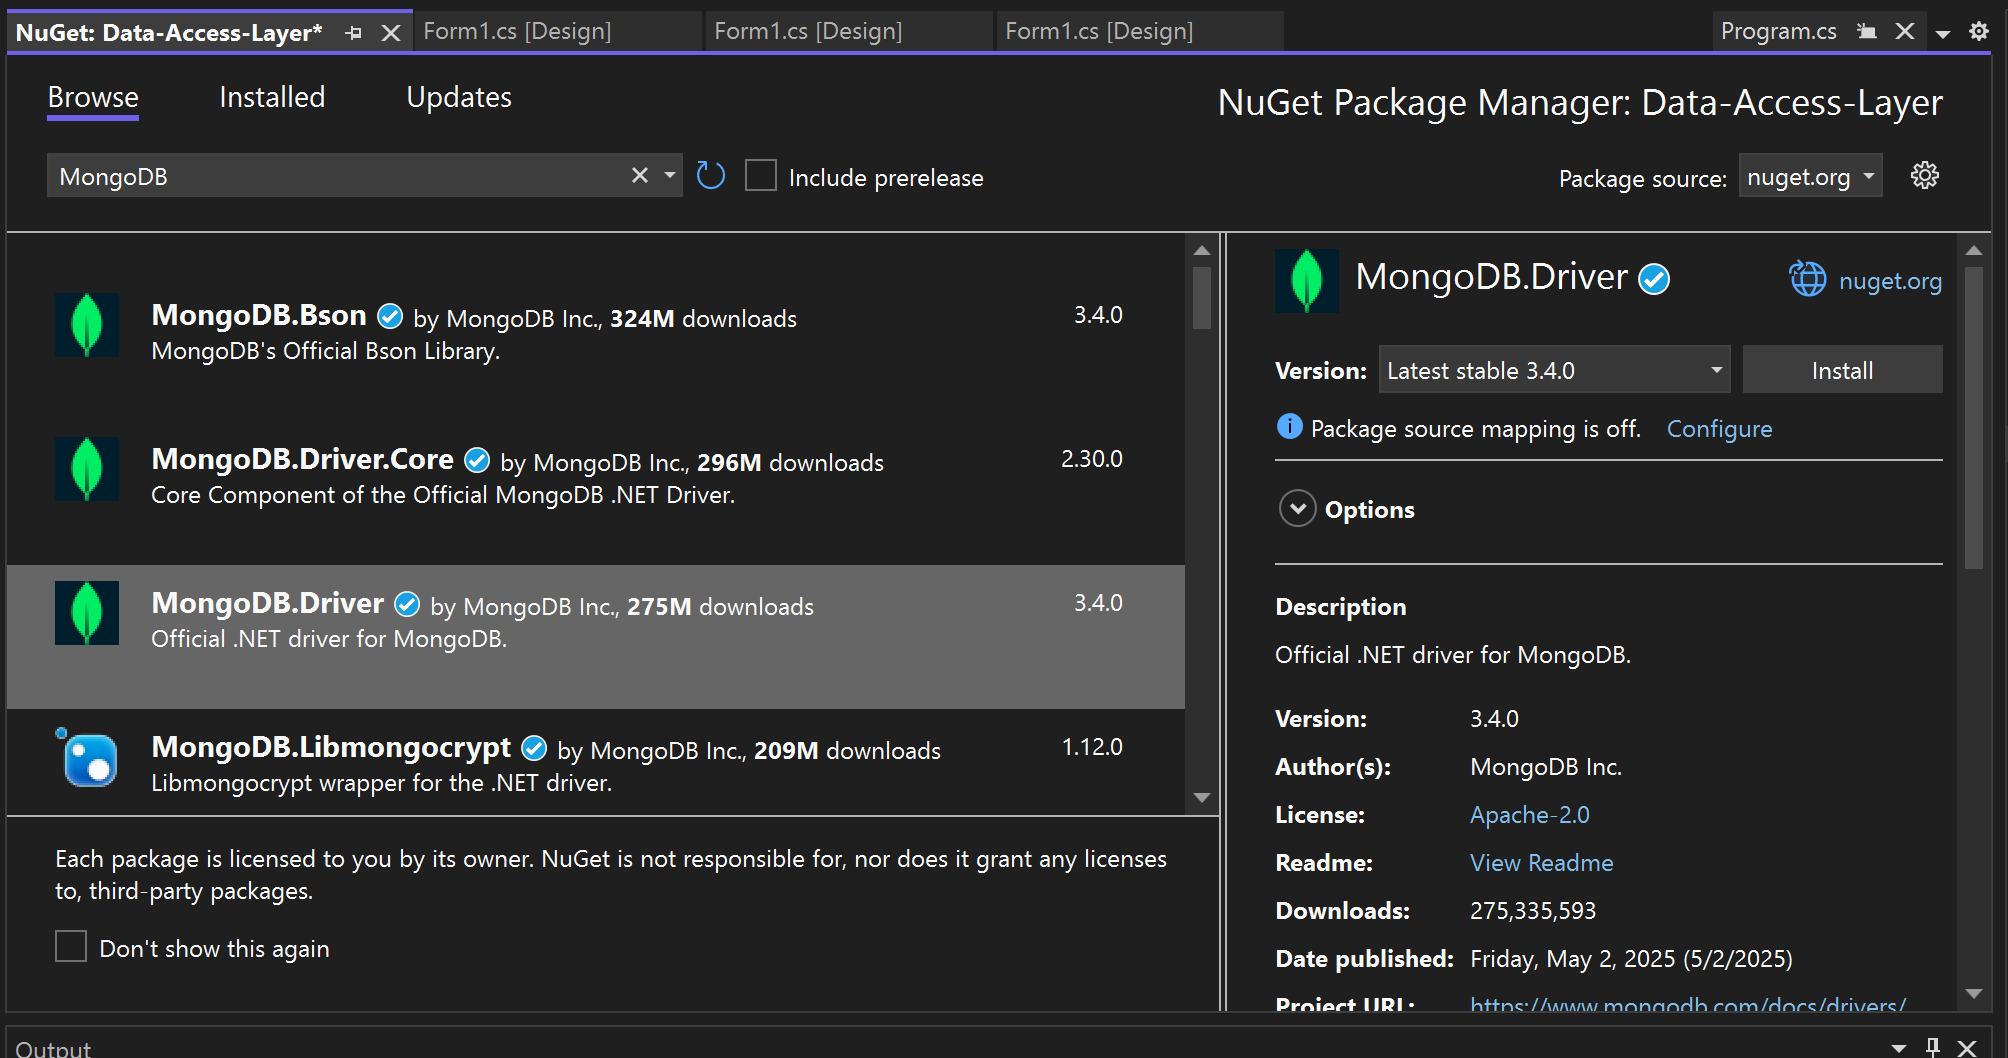 NuGet: Data-Access-Layer*
Form1.cs [Design]
Form1.cs [Design]
Form1.cs [Design]
Program.cs
Browse
Installed
Updates
NuGet Package Manager: Data-Access-Layer
MongoDB
Include prerelease
Package source:
nuget.org
MongoDB.Bson by MongoDB Inc., 324M downloads
3.4.0
MongoDB's Official Bson Library.
MongoDB.Driver.Core by MongoDB Inc., 296M downloads
2.30.0
Core Component of the Official MongoDB .NET Driver.
MongoDB.Driver by MongoDB Inc., 275M downloads
3.4.0
Official .NET driver for MongoDB.
MongoDB.Libmongocrypt by MongoDB Inc., 209M downloads
1.12.0
Libmongocrypt wrapper for the .NET driver.
Each package is licensed to you by its owner. NuGet is not responsible for, nor does it grant any licenses
to, third-party packages.
Don't show this again
MongoDB.Driver
nuget.org
Version:
Latest stable 3.4.0
Install
Package source mapping is off. Configure
Options
Description
Official .NET driver for MongoDB.
Version: 3.4.0
Author(s): MongoDB Inc.
License: Apache-2.0
Readme: View Readme
Downloads: 275,335,593
Date published: Friday, May 2, 2025 (5/2/2025)
Project URL: https://www.mongodb.com/docs/drivers/
Output